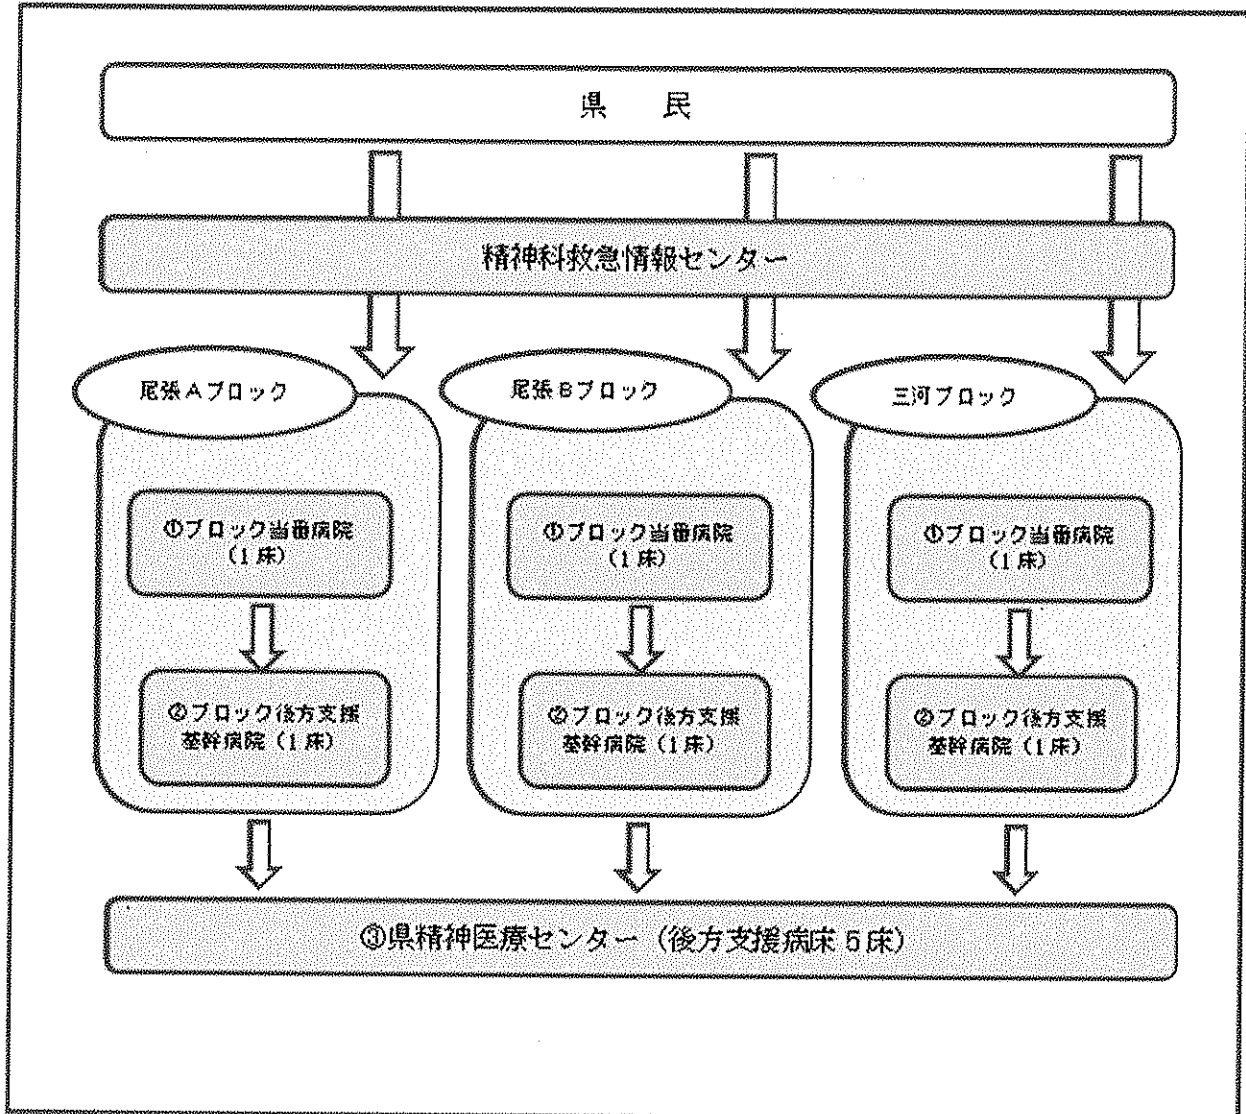 県　民
精神科救急情報センター
尾張Aブロック
尾張Bブロック
三河ブロック
①ブロック当番病院
(1床)
①ブロック当番病院
(1床)
①ブロック当番病院
(1床)
②ブロック後方支援
基幹病院(1床)
②ブロック後方支援
基幹病院(1床)
②ブロック後方支援
基幹病院(1床)
③県精神医療センター(後方支援病床5床)